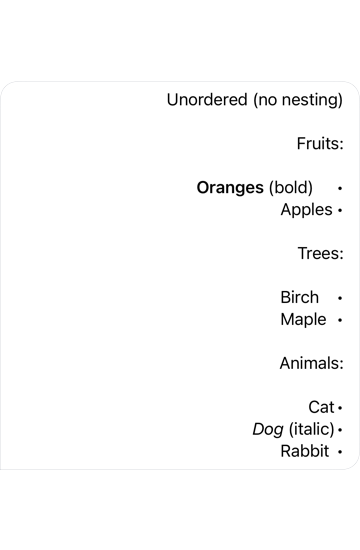 Unordered (no nesting)
Fruits:
• Oranges (bold)
• Apples
Trees:
• Birch
• Maple
Animals:
• Cat
• Dog (italic)
• Rabbit